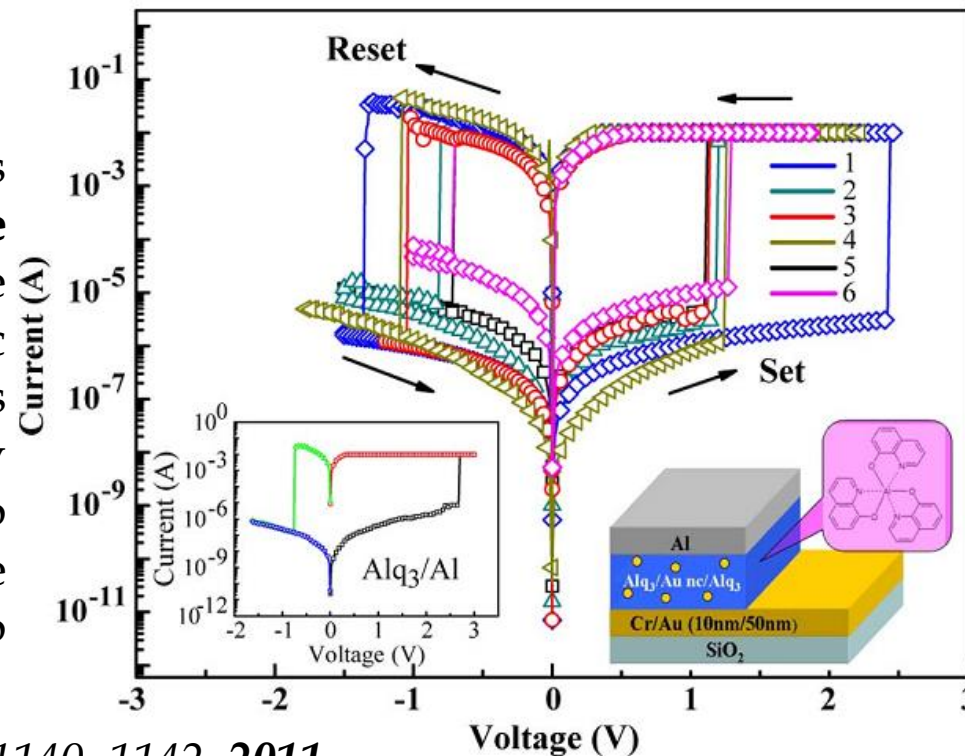 s
e
e
c
s
y
o
e
o
Current (A)
10⁻¹
10⁻³
10⁻⁵
10⁻⁷
10⁻⁹
10⁻¹¹
Reset
Set
1
2
3
4
5
6
Current (A)
10⁰
10⁻³
10⁻⁶
10⁻⁹
10⁻¹²
Alq₃/Al
-2 -1 0 1 2 3
Voltage (V)
Al
Alq₃/Au nc/Alq₃
Cr/Au (10nm/50nm)
SiO₂
-3 -2 -1 0 1 2 3
Voltage (V)
1140–1142, 2011